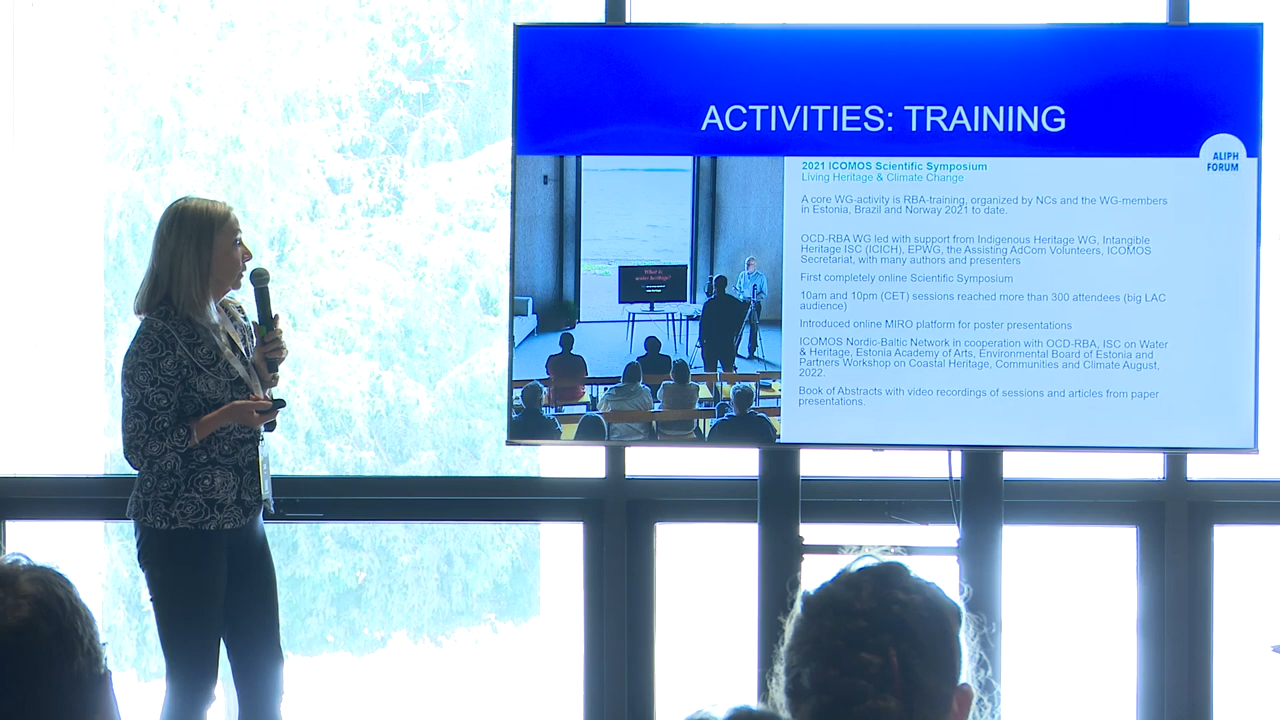 ACTIVITIES: TRAINING
ALIPH
FORUM
2021 ICOMOS Scientific Symposium
Living Heritage & Climate Change
A core WG-activity is RBA-training, organized by NCs and the WG-members
in Estonia, Brazil and Norway 2021 to date.
OCD-RBA WG led with support from Indigenous Heritage WG, Intangible
Heritage ISC (ICICH), EPWG, the Assisting AdCom Volunteers, ICOMOS
Secretariat, with many authors and presenters
First completely online Scientific Symposium
10am and 10pm (CET) sessions reached more than 300 attendees (big LAC
audience)
Introduced online MIRO platform for poster presentations
ICOMOS Nordic-Baltic Network in cooperation with OCD-RBA, ISC on Water
& Heritage, Estonia Academy of Arts, Environmental Board of Estonia and
Partners Workshop on Coastal Heritage, Communities and Climate August,
2022.
Book of Abstracts with video recordings of sessions and articles from paper
presentations.
What is
water heritage?